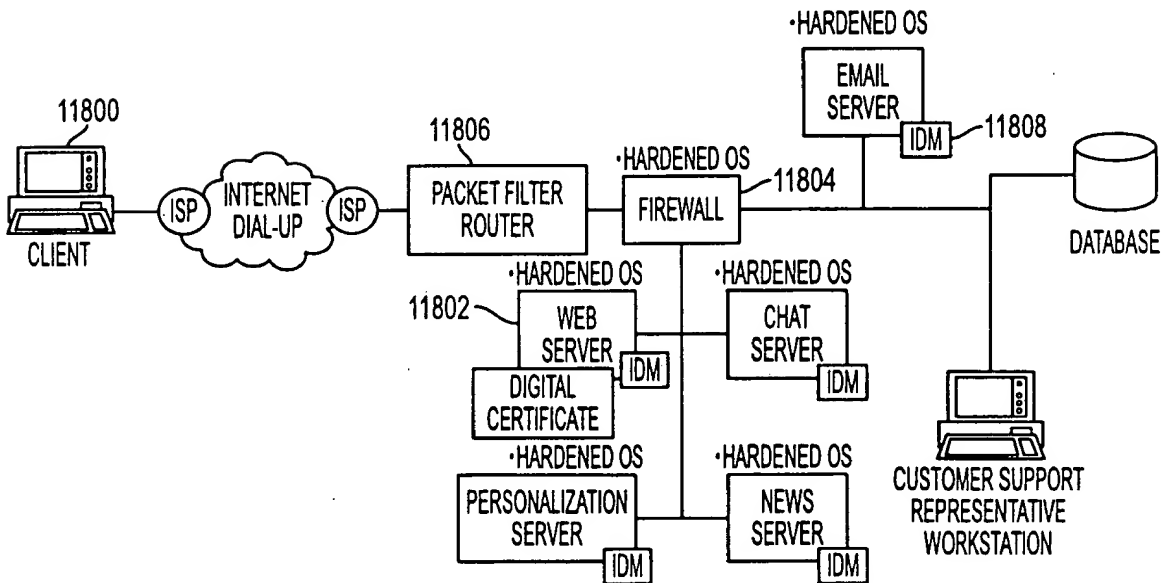 ·HARDENED OS
EMAIL
SERVER
IDM
11808
11800
11806
·HARDENED OS
11804
ISP
INTERNET
DIAL-UP
ISP
PACKET FILTER
ROUTER
FIREWALL
CLIENT
DATABASE
·HARDENED OS
11802
WEB
SERVER
IDM
DIGITAL
CERTIFICATE
CHAT
SERVER
IDM
·HARDENED OS
PERSONALIZATION
SERVER
IDM
·HARDENED OS
NEWS
SERVER
IDM
CUSTOMER SUPPORT
REPRESENTATIVE
WORKSTATION